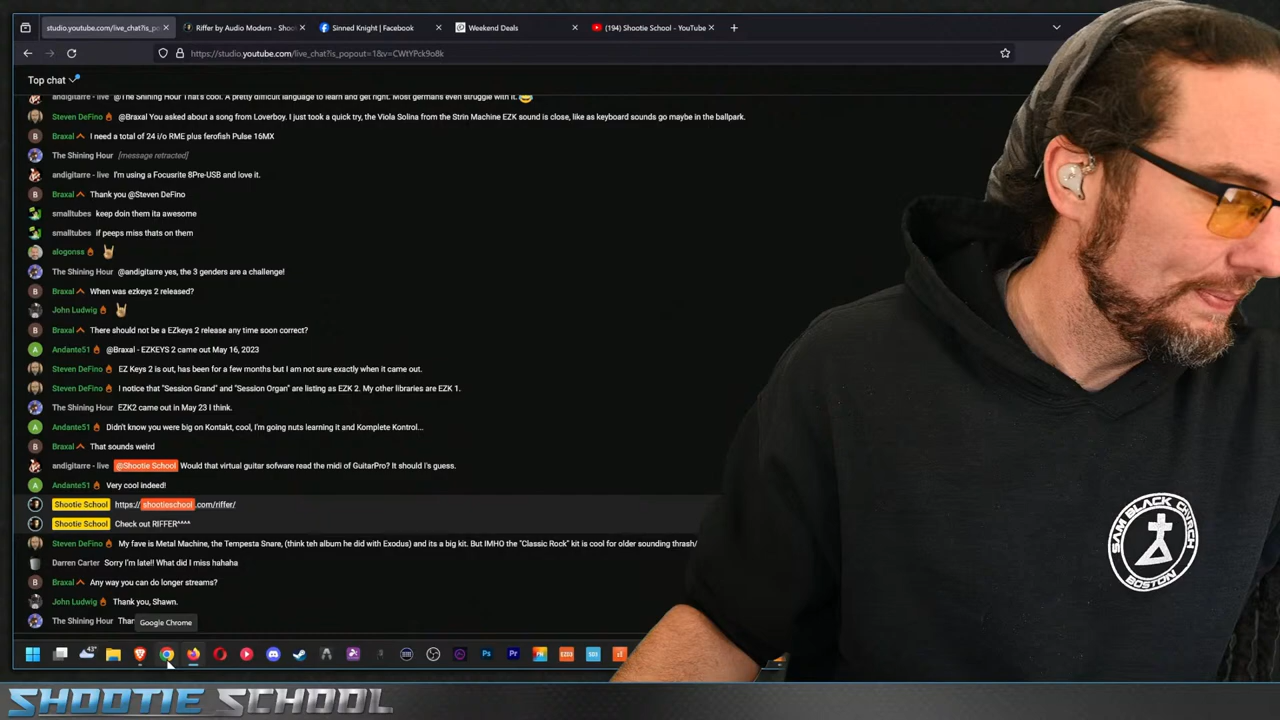 studio.youtube.com/live_chat?is_p
Riffer by Audio Modern - Shoo
Sinned Knight | Facebook
Weekend Deals
(194) Shootie School - YouTube
https://studio.youtube.com/live_chat?is_popout=1&v=CWtYPck9o8k
Top chat
andigitarre - live @The Shining Hour That's cool. A pretty difficult language to learn and get right. Most germans even struggle with it. 😂
Steven DeFino @Braxal You asked about a song from Loverboy. I just took a quick try, the Viola Solina from the Strin Machine EZK sound is close, like as keyboard sounds go maybe in the ballpark.
Braxal I need a total of 24 i/o RME plus ferofish Pulse 16MX
The Shining Hour [message retracted]
andigitarre - live I'm using a Focusrite 8Pre-USB and love it.
Braxal Thank you @Steven DeFino
smalltubes keep doin them ita awesome
smalltubes if peeps miss thats on them
alogonss 🤘
The Shining Hour @andigitarre yes, the 3 genders are a challenge!
Braxal When was ezkeys 2 released?
John Ludwig 🤘
Braxal There should not be a EZkeys 2 release any time soon correct?
A Andante51 @Braxal - EZKEYS 2 came out May 16, 2023
Steven DeFino EZ Keys 2 is out, has been for a few months but I am not sure exactly when it came out.
Steven DeFino I notice that "Session Grand" and "Session Organ" are listing as EZK 2. My other libraries are EZK 1.
The Shining Hour EZK2 came out in May 23 I think.
A Andante51 Didn't know you were big on Kontakt, cool, I'm going nuts learning it and Komplete Kontrol...
B Braxal That sounds weird
andigitarre - live @Shootie School Would that virtual guitar sofware read the midi of GuitarPro? It should I's guess.
A Andante51 Very cool indeed!
Shootie School https://shootieschool.com/riffer/
Shootie School Check out RIFFER^^^^
Steven DeFino My fave is Metal Machine, the Tempesta Snare, (think teh album he did with Exodus) and its a big kit. But IMHO the "Classic Rock" kit is cool for older sounding thrash/
Darren Carter Sorry I'm late!! What did I miss hahaha
B Braxal Any way you can do longer streams?
John Ludwig Thank you, Shawn.
The Shining Hour Than
Google Chrome
43°
Ps
Pr
EZD3
SD3
SHOOTIE SCHOOL
SAM BLACK CHURCH
BOSTON